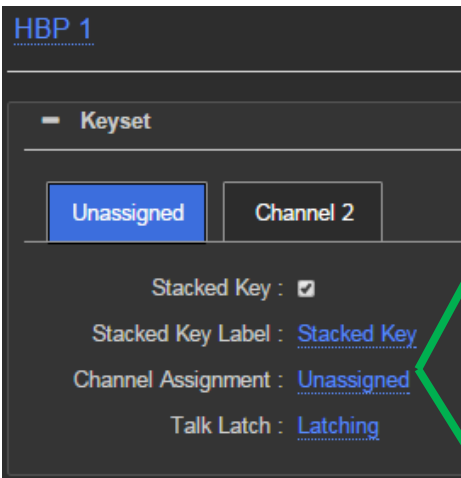 HBP 1
Keyset
Unassigned Channel 2
Stacked Key :
Stacked Key Label : Stacked Key
Channel Assignment : Unassigned
Talk Latch : Latching